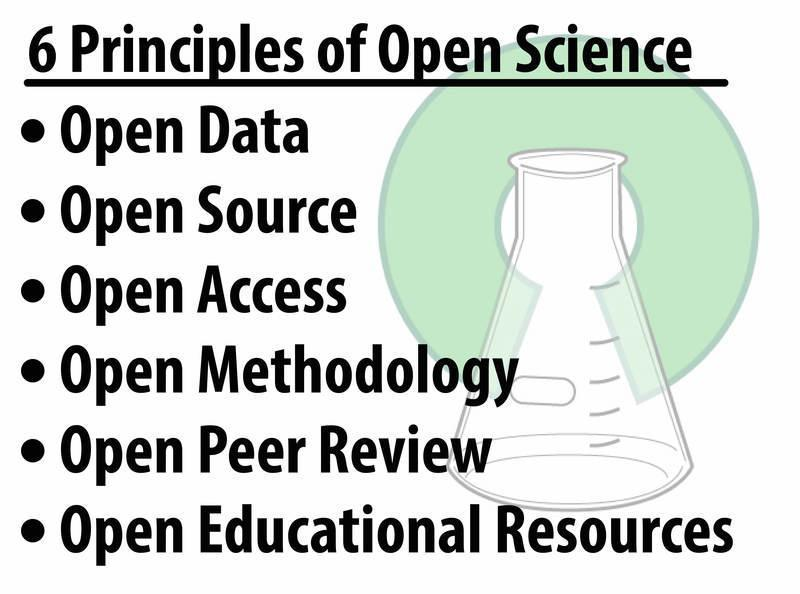 6 Principles of Open Science
• Open Data
• Open Source
• Open Access
• Open Methodology
• Open Peer Review
• Open Educational Resources